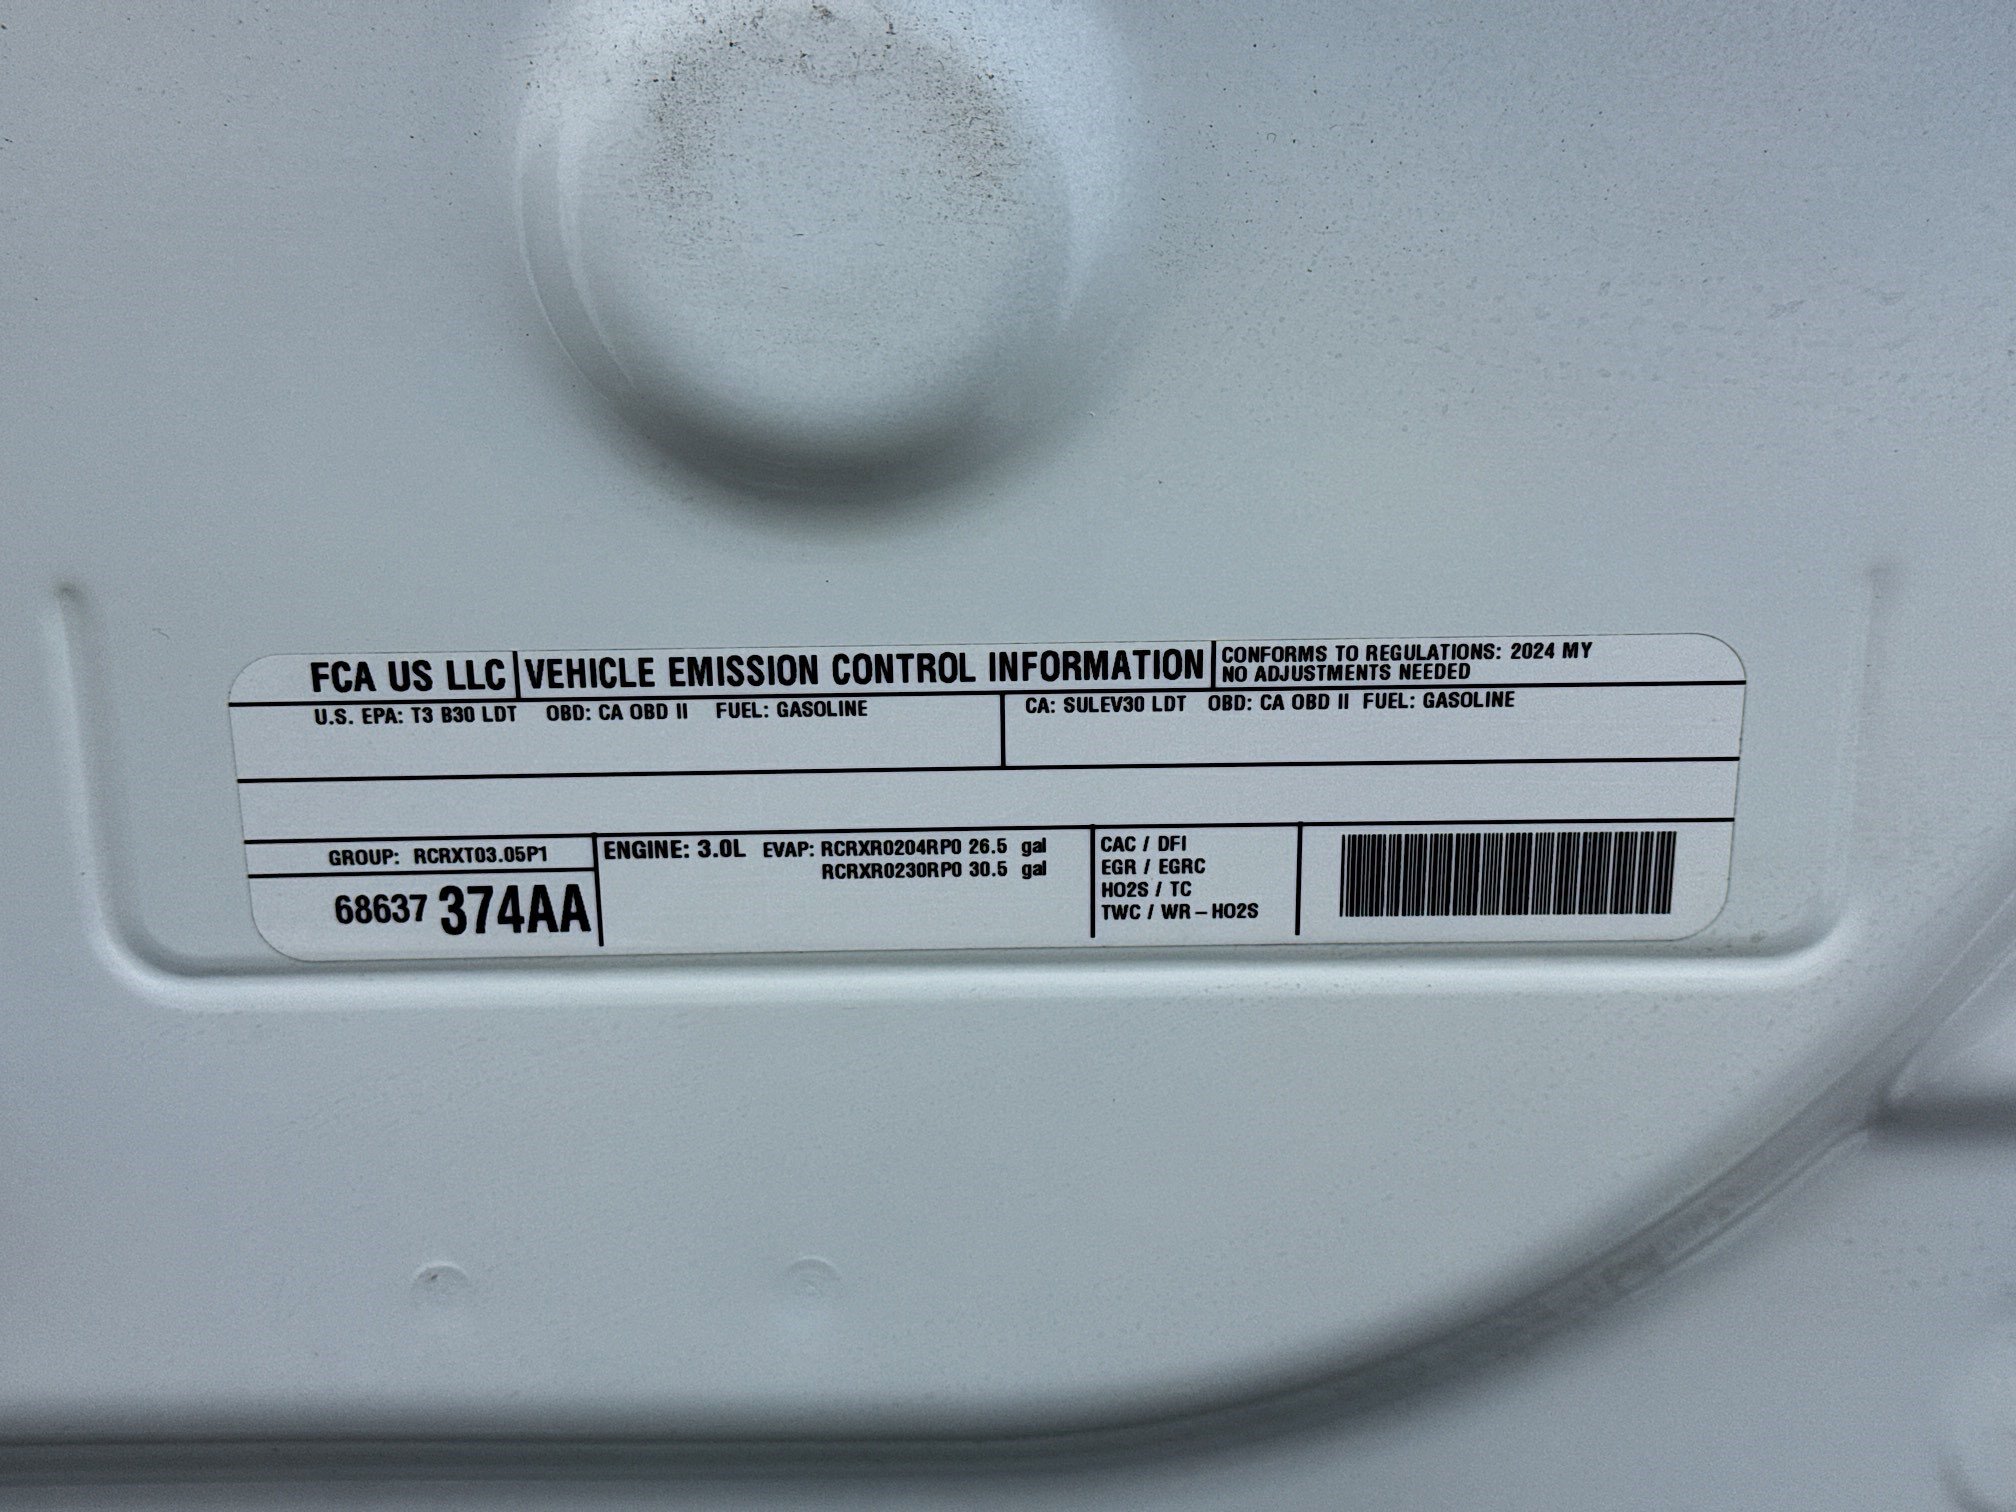 FCA US LLC VEHICLE EMISSION CONTROL INFORMATION
CONFORMS TO REGULATIONS: 2024 MY
NO ADJUSTMENTS NEEDED
U.S. EPA: T3 B30 LDT OBD: CA OBD II FUEL: GASOLINE
CA: SULEV30 LDT OBD: CA OBD II FUEL: GASOLINE
GROUP: RCRXT03.05P1
68637 374AA
ENGINE: 3.0L EVAP: RCRXR0204RP0 26.5 gal
RCRXR0230RP0 30.5 gal
CAC / DFI
EGR / EGRC
HO2S / TC
TWC / WR-HO2S